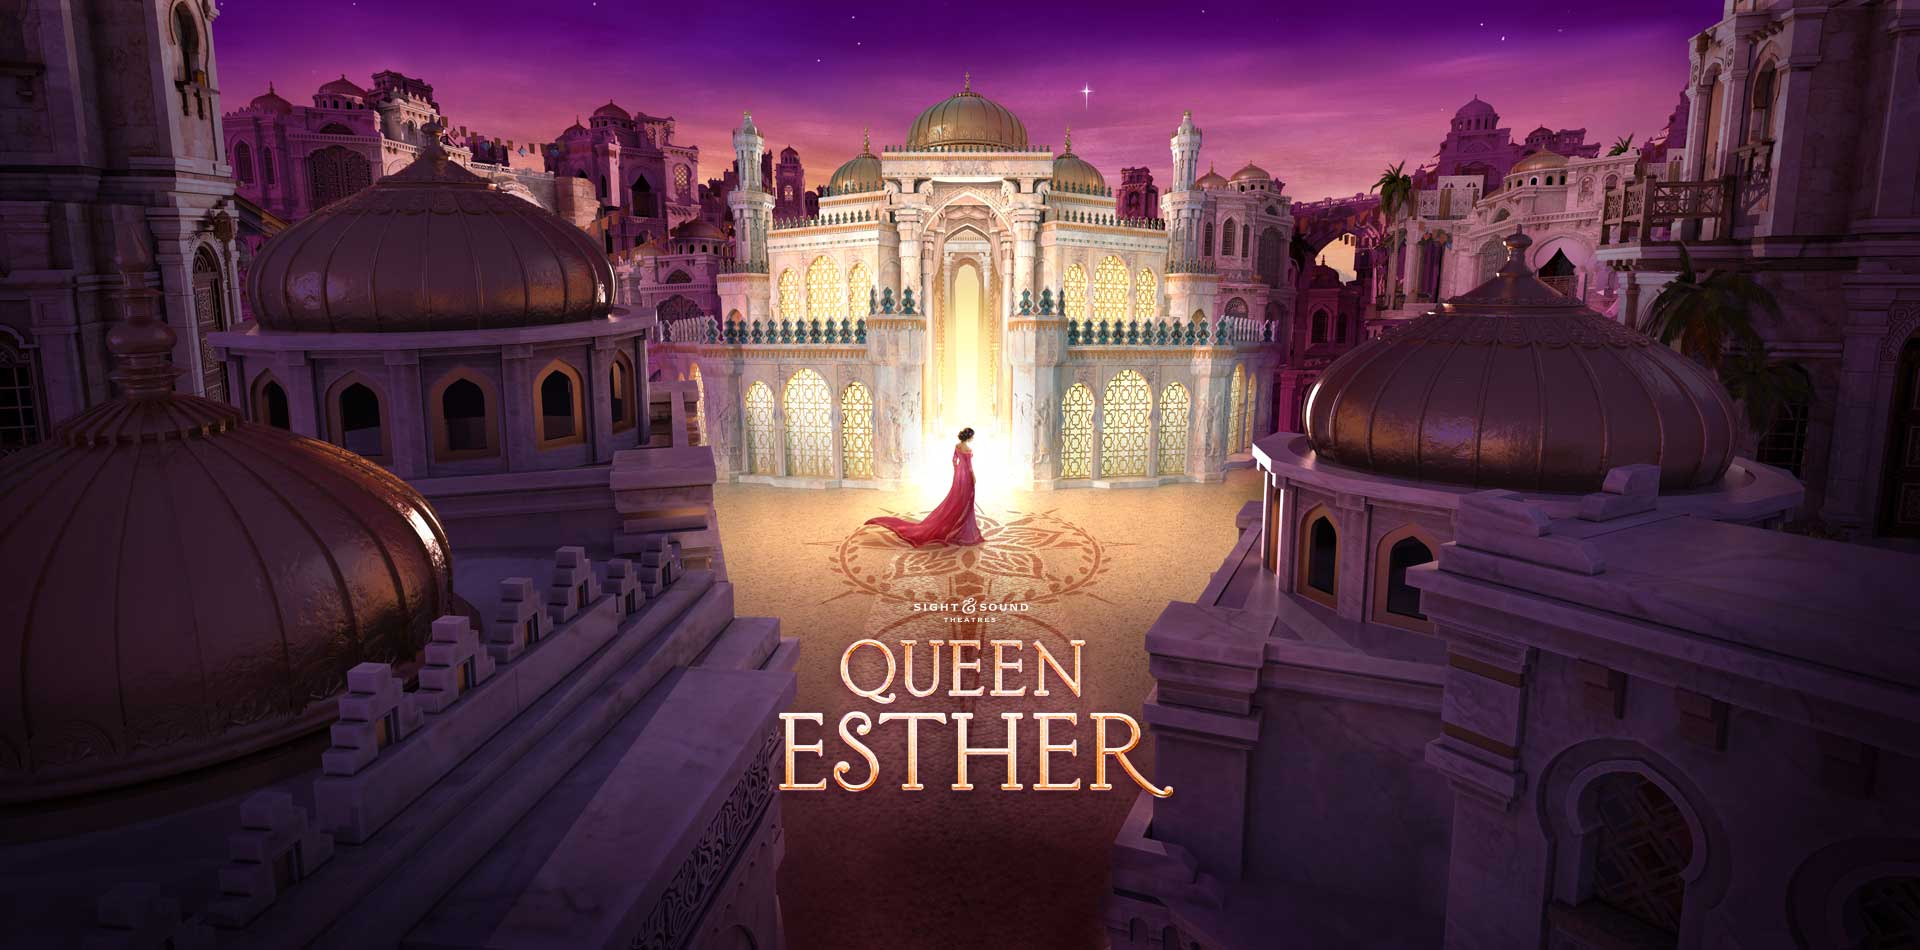 SIGHT & SOUND
THEATRES
QUEEN
ESTHER